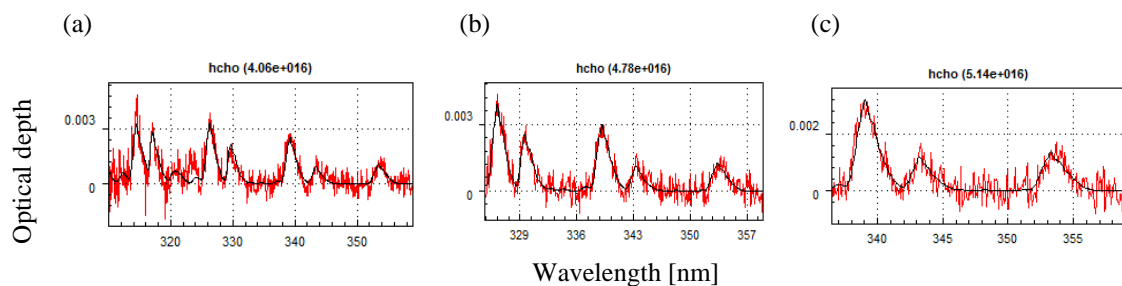 (a)
(b)
(c)
hcho (4.06e+016)
hcho (4.78e+016)
hcho (5.14e+016)
Optical depth
0.003
0
320
330
340
350
0.003
0
329
336
343
350
357
0.002
0
340
345
350
355
Wavelength [nm]